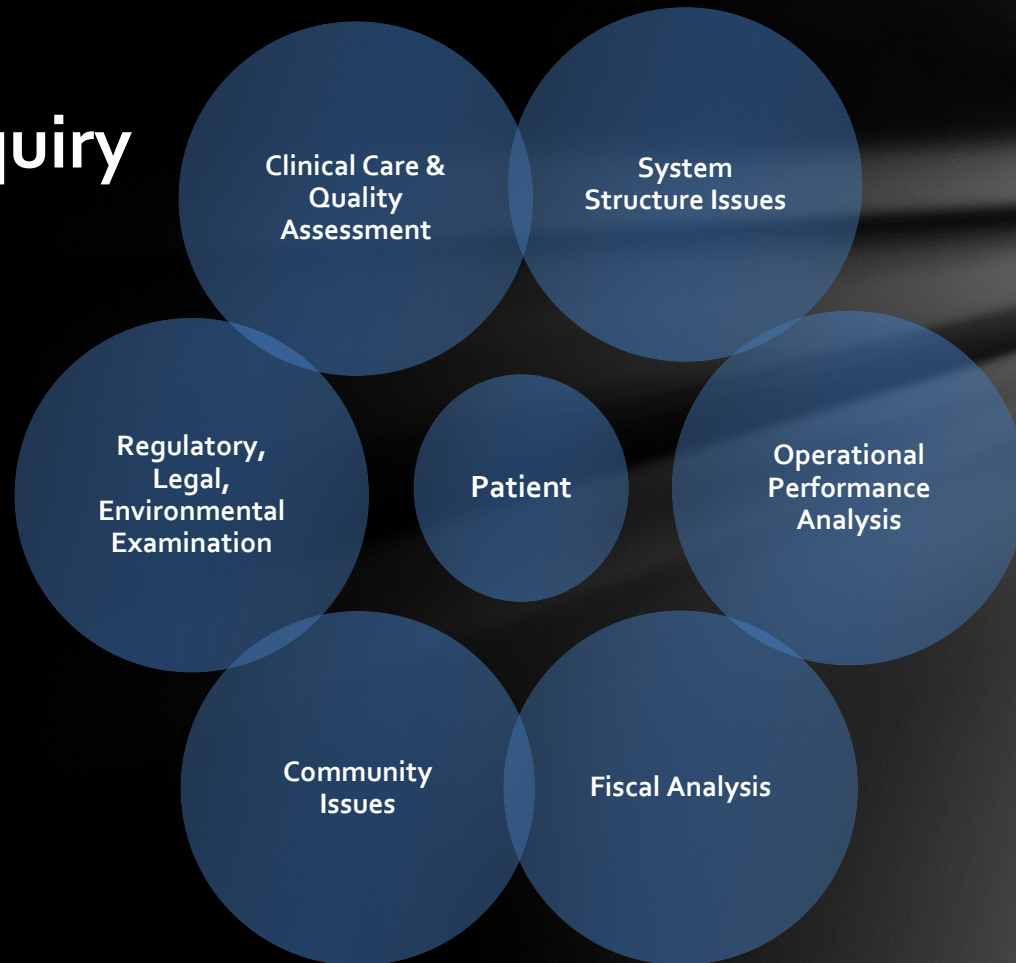 quiry
Clinical Care &
Quality
Assessment
System
Structure Issues
Regulatory,
Legal,
Environmental
Examination
Patient
Operational
Performance
Analysis
Community
Issues
Fiscal Analysis